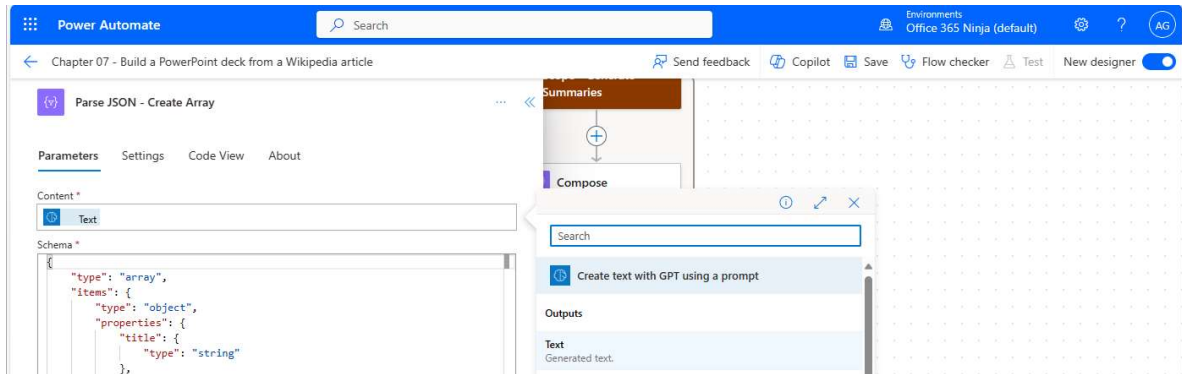 Power Automate
Search
Environments
Office 365 Ninja (default)
AG
Chapter 07 - Build a PowerPoint deck from a Wikipedia article
Send feedback
Copilot
Save
Flow checker
Test
New designer
Parse JSON - Create Array
Summaries
Parameters
Settings
Code View
About
Compose
Content *
Text
Schema *
{
"type": "array",
"items": {
"type": "object",
"properties": {
"title": {
"type": "string"
},
Search
Create text with GPT using a prompt
Outputs
Text
Generated text.